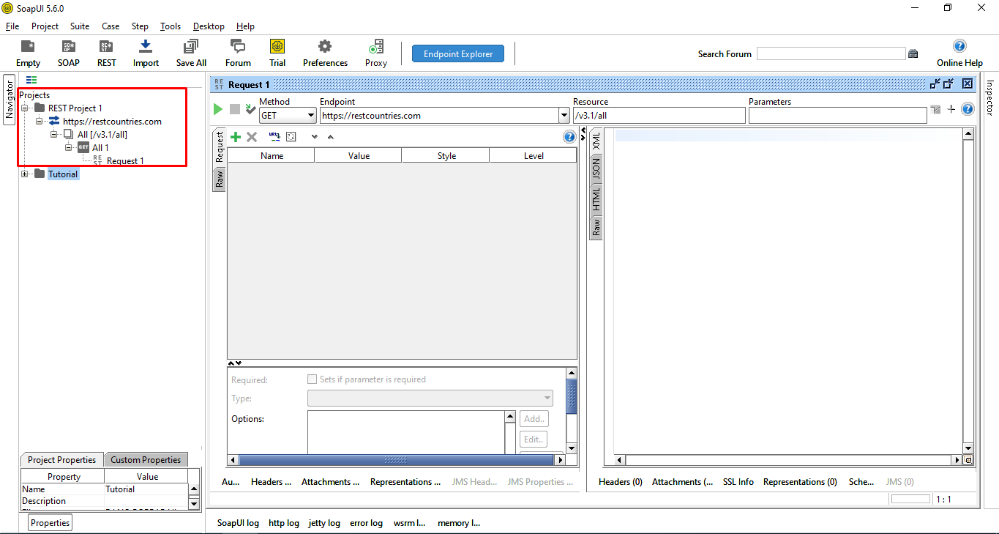 SoapUI 5.6.0
File Project Suite Case Step Tools Desktop Help
Empty SOAP REST Import Save All Forum Trial Preferences Proxy Endpoint Explorer Search Forum Online Help
Navigator
Projects
REST Project 1
https://restcountries.com
All [/v3.1/all]
GET All 1
REST Request 1
Tutorial
Project Properties Custom Properties
Property Value
Name Tutorial
Description
Properties
REST Request 1
Method Endpoint Resource Parameters
GET https://restcountries.com /v3.1/all
Request
Raw
Name Value Style Level
Required: Sets if parameter is required
Type:
Options: Add..
Edit..
Au... Headers ... Attachments ... Representations ... JMS Head... JMS Properties ...
XML
JSON
HTML
Raw
Headers (0) Attachments (... SSL Info Representations (0) Sche... JMS (0)
1 : 1
Inspector
SoapUI log http log jetty log error log wsrm l... memory l...